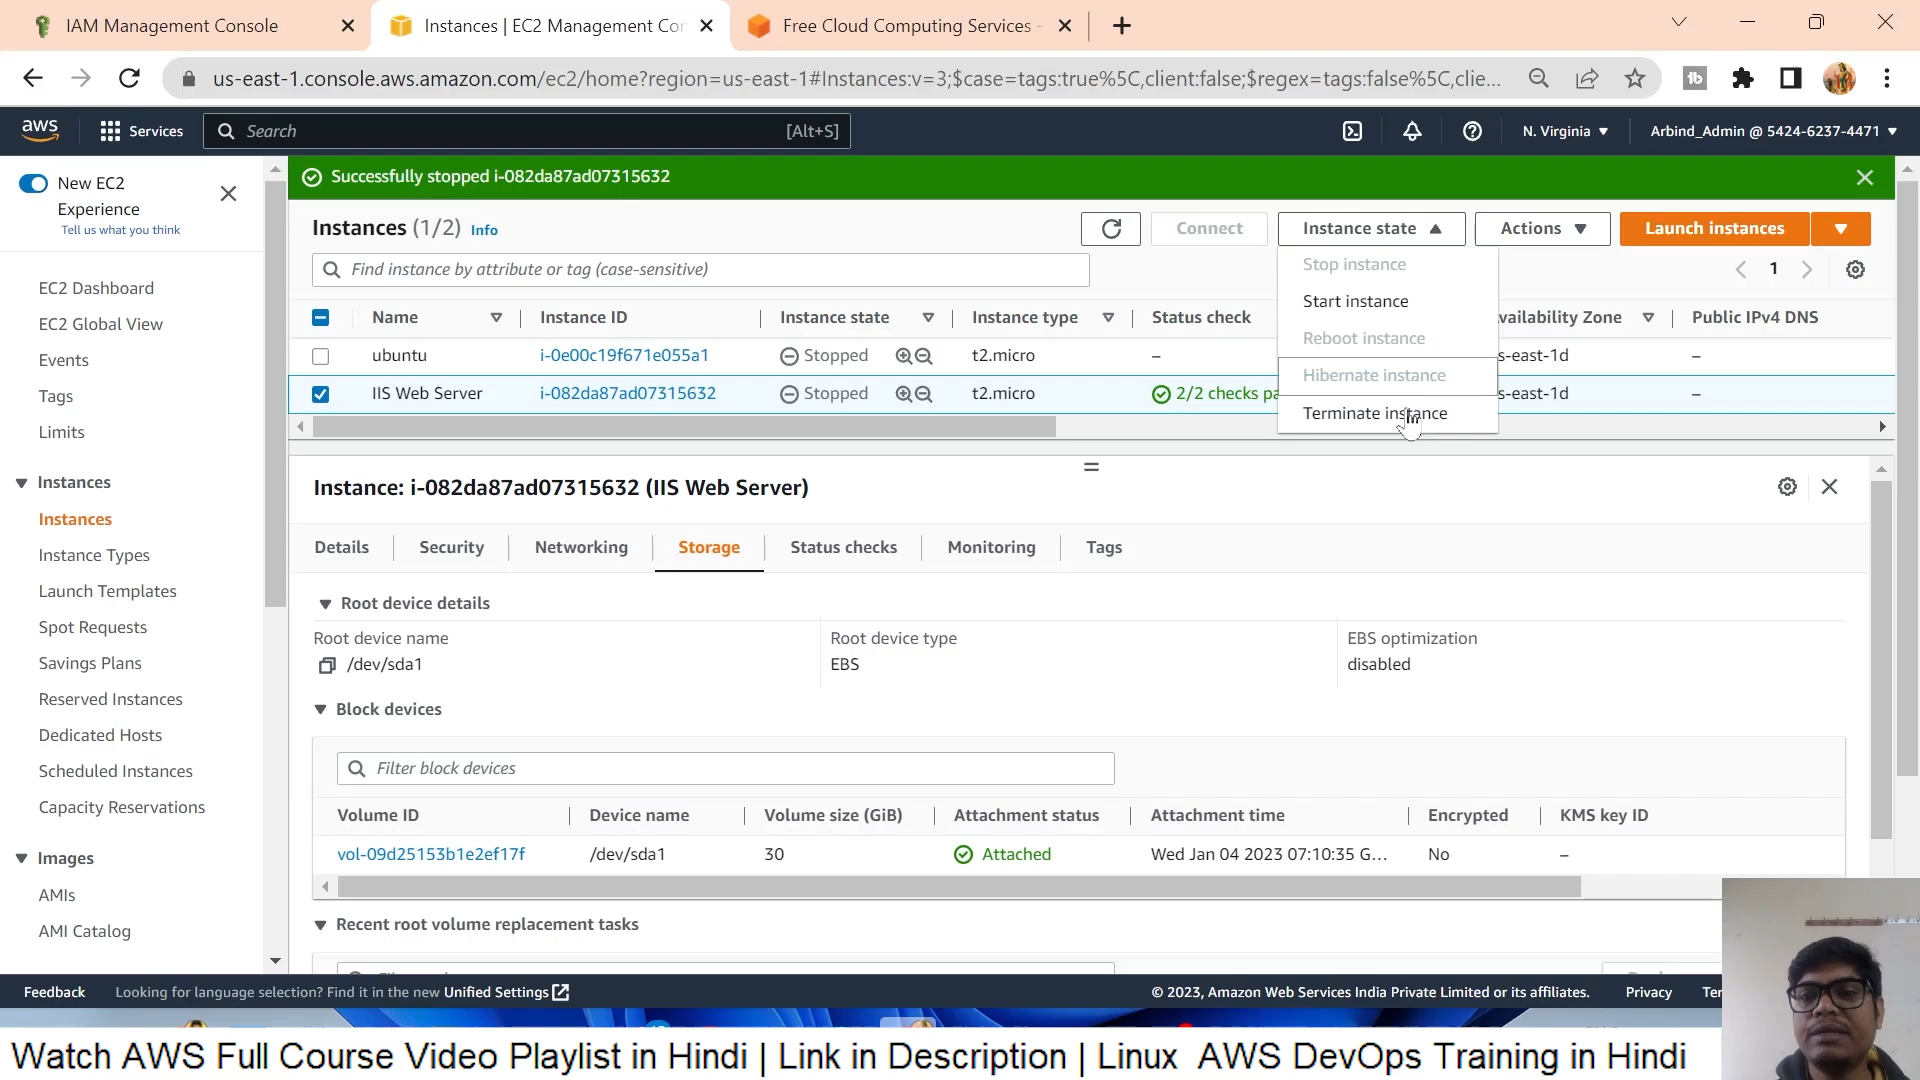 IAM Management Console
Instances | EC2 Management Cor
Free Cloud Computing Services -
us-east-1.console.aws.amazon.com/ec2/home?region=us-east-1#Instances:v=3;$case=tags:true%5C,client:false;$regex=tags:false%5C,clie...
aws
Services
Search
[Alt+S]
N. Virginia
Arbind_Admin @ 5424-6237-4471
New EC2
Experience
Tell us what you think
EC2 Dashboard
EC2 Global View
Events
Tags
Limits
Instances
Instances
Instance Types
Launch Templates
Spot Requests
Savings Plans
Reserved Instances
Dedicated Hosts
Scheduled Instances
Capacity Reservations
Images
AMIs
AMI Catalog
Successfully stopped i-082da87ad07315632
Instances (1/2) Info
Connect
Instance state
Actions
Launch instances
Find instance by attribute or tag (case-sensitive)
1
Stop instance
Start instance
Reboot instance
Hibernate instance
Terminate instance
Name Instance ID Instance state Instance type Status check vailability Zone Public IPv4 DNS
ubuntu i-0e00c19f671e055a1 Stopped t2.micro – s-east-1d –
IIS Web Server i-082da87ad07315632 Stopped t2.micro 2/2 checks pa s-east-1d –
Instance: i-082da87ad07315632 (IIS Web Server)
Details Security Networking Storage Status checks Monitoring Tags
Root device details
Root device name Root device type EBS optimization
/dev/sda1 EBS disabled
Block devices
Filter block devices
Volume ID Device name Volume size (GiB) Attachment status Attachment time Encrypted KMS key ID
vol-09d25153b1e2ef17f /dev/sda1 30 Attached Wed Jan 04 2023 07:10:35 G... No –
Recent root volume replacement tasks
Feedback Looking for language selection? Find it in the new Unified Settings © 2023, Amazon Web Services India Private Limited or its affiliates. Privacy Ter
Watch AWS Full Course Video Playlist in Hindi | Link in Description | Linux AWS DevOps Training in Hindi